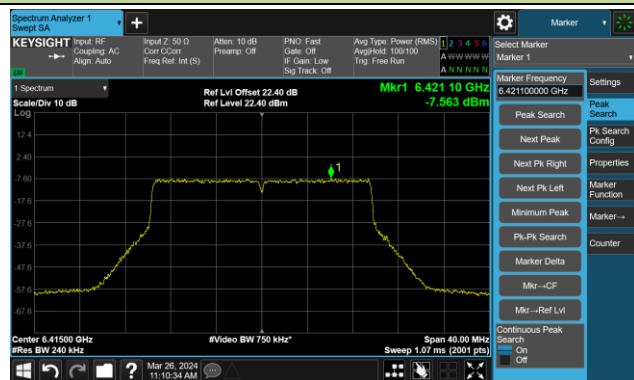 Spectrum Analyzer 1
Swept SA
+
Marker
KEYSIGHT
Input: RF
Coupling: AC
Align: Auto
Input Z: 50 Ω
Corr CCorr
Freq Ref: Int (S)
Atten: 10 dB
Preamp: Off
PNO: Fast
Gate: Off
IF Gain: Low
Sig Track: Off
Avg Type: Power (RMS)
Avg|Hold: 100/100
Trig: Free Run
1 2 3 4 5 6
A W W W W W
A N N N N N
LXI
Select Marker
Marker 1
1 Spectrum
Scale/Div 10 dB
Log
Ref Lvl Offset 22.40 dB
Ref Level 22.40 dBm
Mkr1 6.421 10 GHz
-7.563 dBm
12.4
2.40
-7.60
-17.6
-27.6
-37.6
-47.6
-57.6
-67.6
1
Center 6.41500 GHz
#Res BW 240 kHz
#Video BW 750 kHz*
Span 40.00 MHz
Sweep 1.07 ms (2001 pts)
Marker Frequency
6.421100000 GHz
Peak Search
Next Peak
Next Pk Right
Next Pk Left
Minimum Peak
Pk-Pk Search
Marker Delta
Mkr→CF
Mkr→Ref Lvl
Continuous Peak
Search
On
Off
Settings
Peak
Search
Pk Search
Config
Properties
Marker
Function
Marker→
Counter
?
Mar 26, 2024
11:10:34 AM